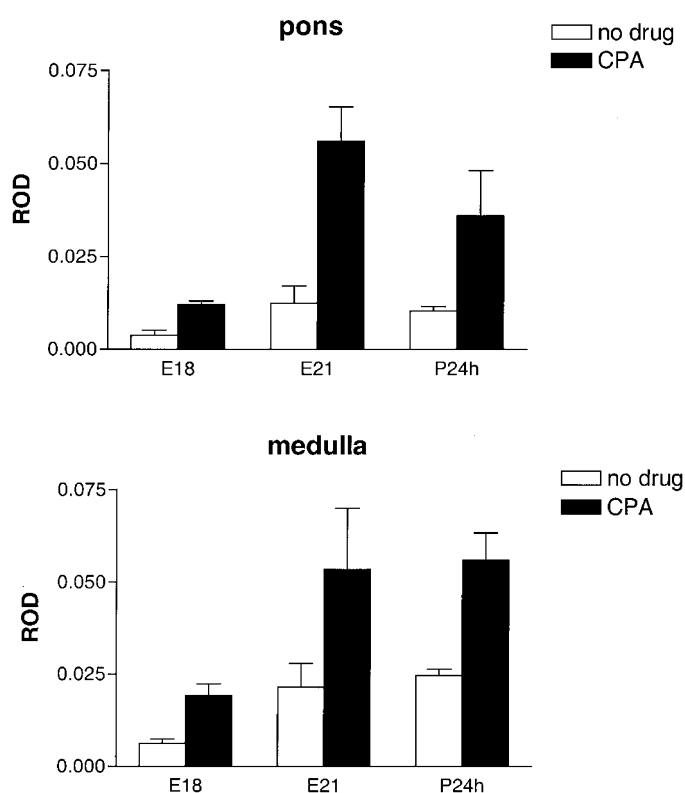 pons
no drug
CPA
0.075
0.050
0.025
0.000
ROD
E18 E21 P24h
medulla
no drug
CPA
0.075
0.050
0.025
0.000
ROD
E18 E21 P24h